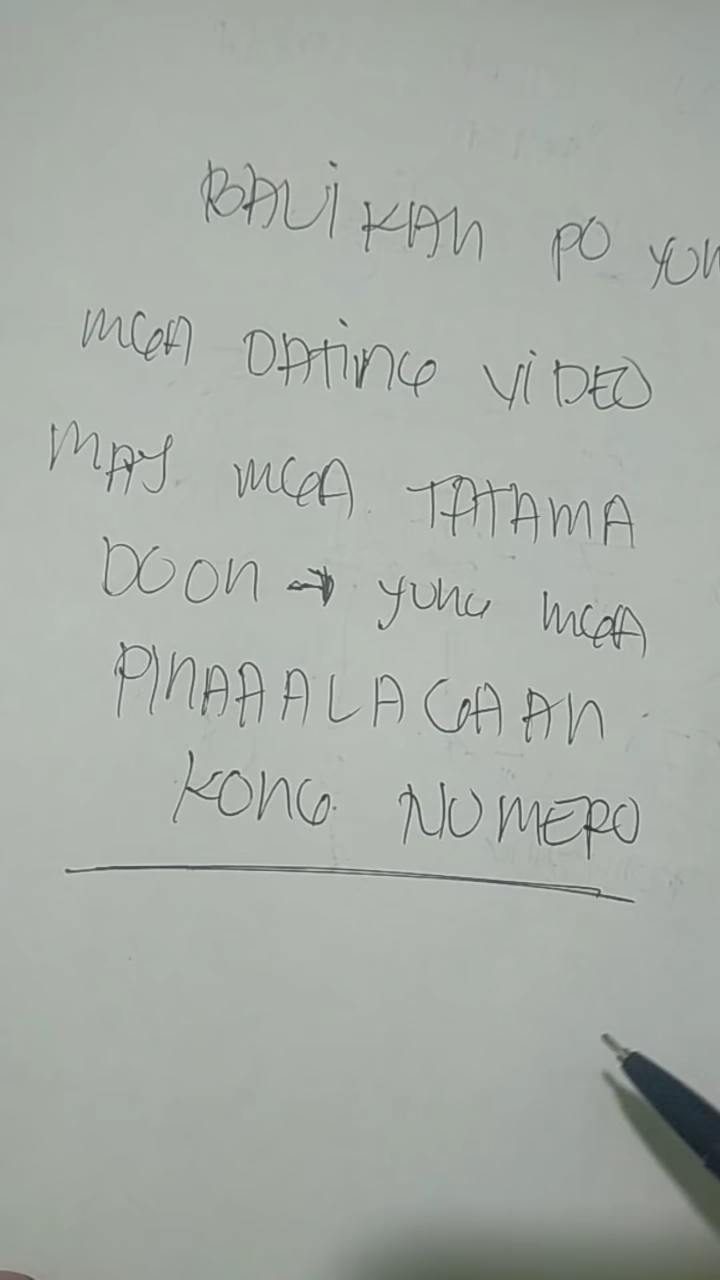 BALiKAN PO YUN
MGA DATING ViDEO
MAY MGA TATAMA
DOON → YUNG MGA
PINAAALAGAAN
KONG NUMERO